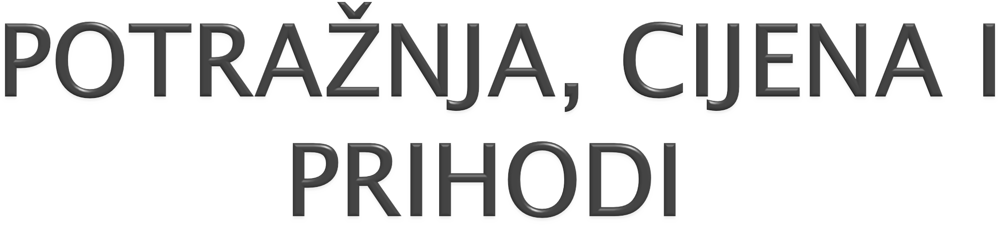 POTRAŽNJA, CIJENA I
PRIHODI